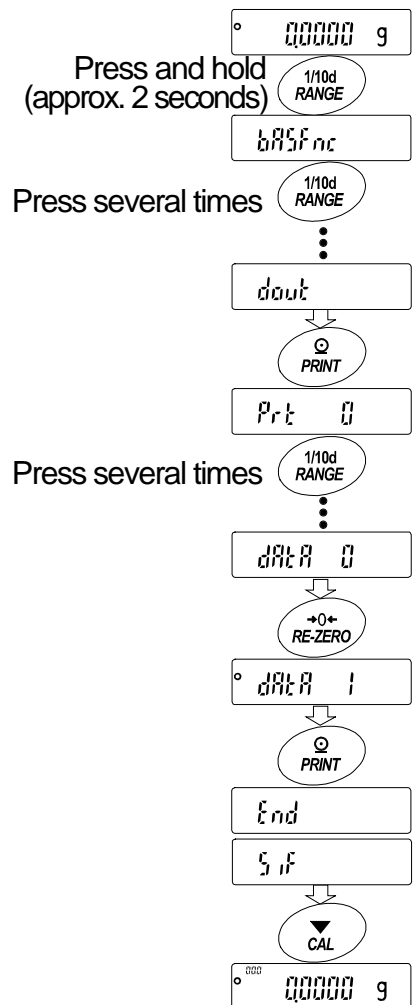 0.0000 g
Press and hold
(approx. 2 seconds)
1/10d
RANGE
bASFnc
Press several times
1/10d
RANGE
dout
PRINT
Prt 0
Press several times
1/10d
RANGE
dAtA 0
→0←
RE-ZERO
dAtA 1
PRINT
End
S iF
CAL
000
0.0000 g